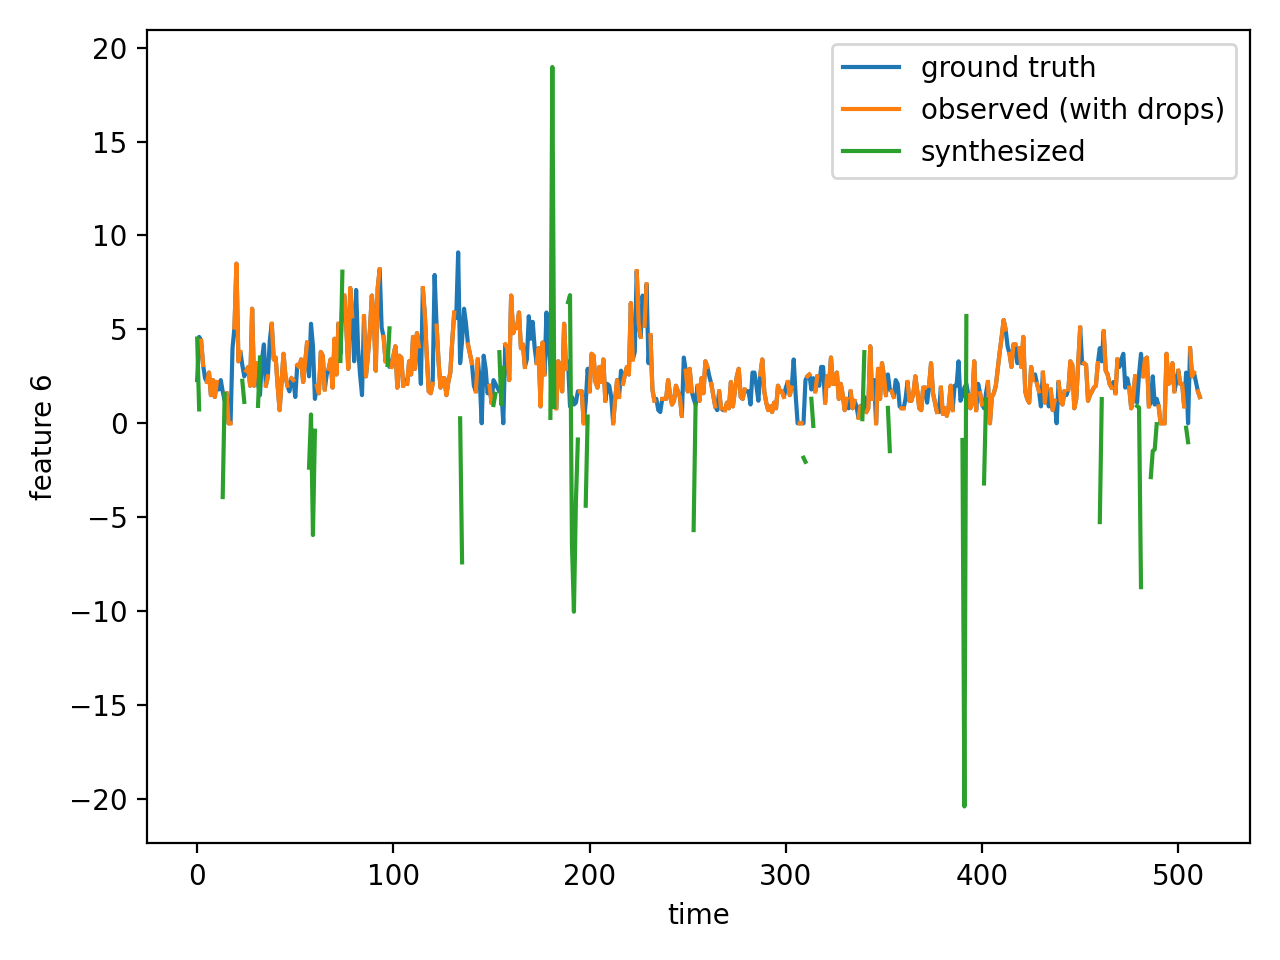 ground truth
observed (with drops)
synthesized
20
15
10
5
0
−5
−10
−15
−20
feature 6
0 100 200 300 400 500
time